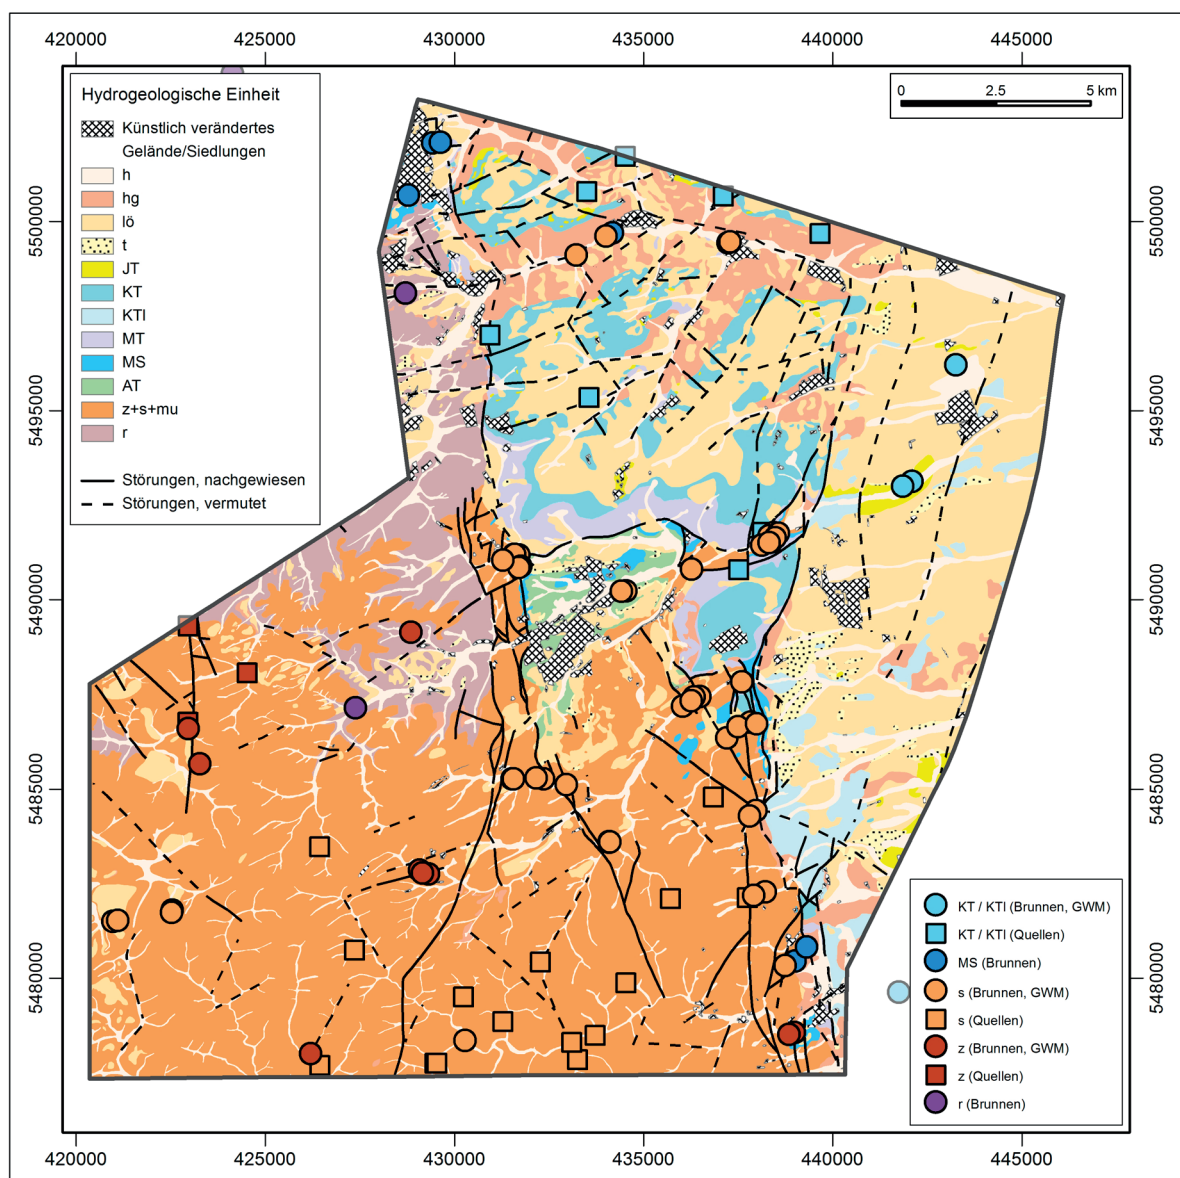 420000 425000 430000 435000 440000 445000
Hydrogeologische Einheit
Künstlich verändertes
Gelände/Siedlungen
h
hg
lö
t
JT
KT
KTl
MT
MS
AT
z+s+mu
r
Störungen, nachgewiesen
Störungen, vermutet
0 2.5 5 km
5500000
5495000
5490000
5485000
5480000
5500000
5495000
5490000
5485000
5480000
KT / KTl (Brunnen, GWM)
KT / KTl (Quellen)
MS (Brunnen)
s (Brunnen, GWM)
s (Quellen)
z (Brunnen, GWM)
z (Quellen)
r (Brunnen)
420000 425000 430000 435000 440000 445000